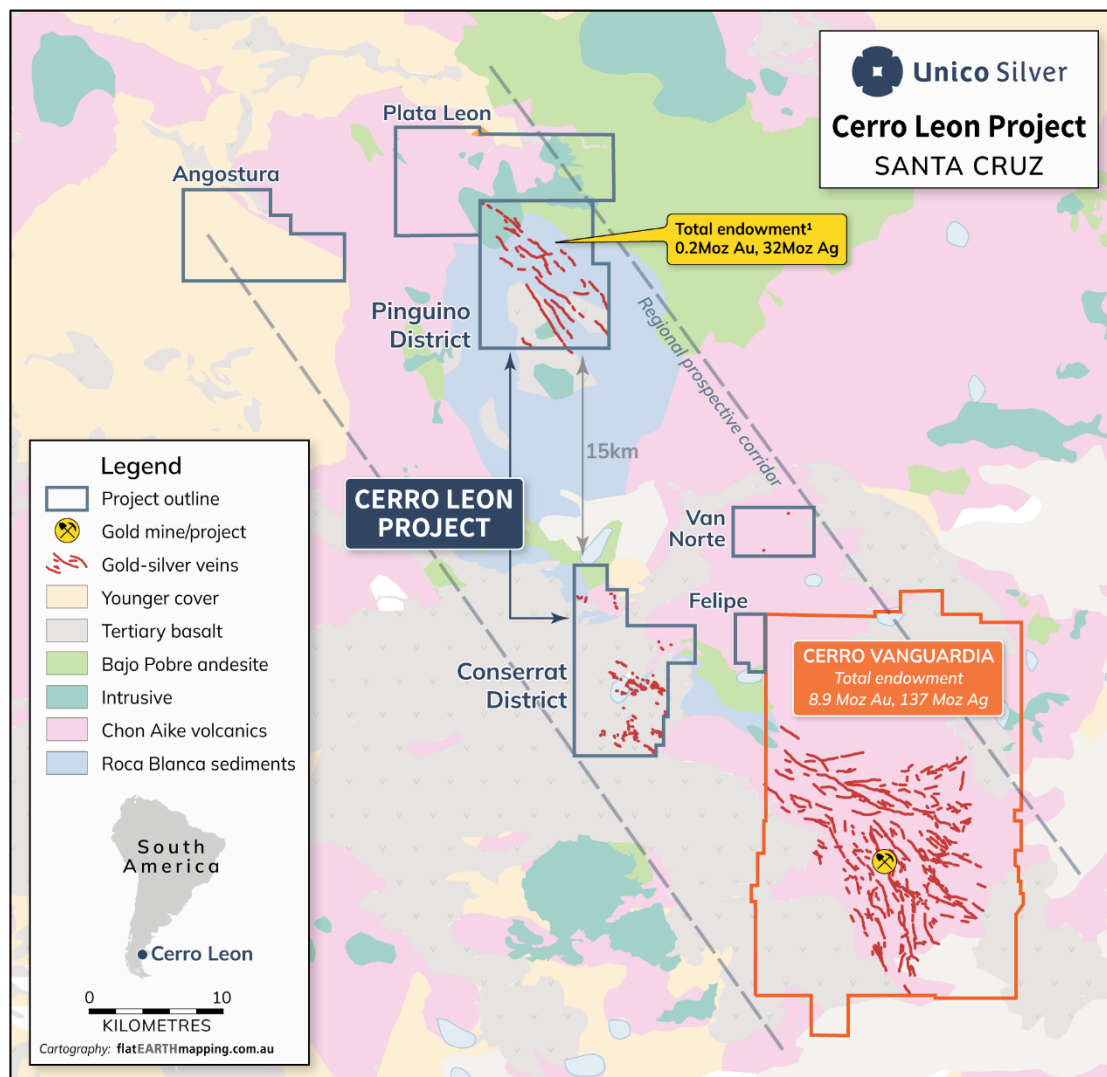 Unico Silver
Cerro Leon Project
SANTA CRUZ
Plata Leon
Angostura
Total endowment¹
0.2Moz Au, 32Moz Ag
Pinguino
District
Regional prospective corridor
15km
CERRO LEON
PROJECT
Van
Norte
Felipe
Conserrat
District
CERRO VANGUARDIA
Total endowment
8.9 Moz Au, 137 Moz Ag
Legend
Project outline
Gold mine/project
Gold-silver veins
Younger cover
Tertiary basalt
Bajo Pobre andesite
Intrusive
Chon Aike volcanics
Roca Blanca sediments
South
America
Cerro Leon
0 10
KILOMETRES
Cartography: flatEARTHmapping.com.au